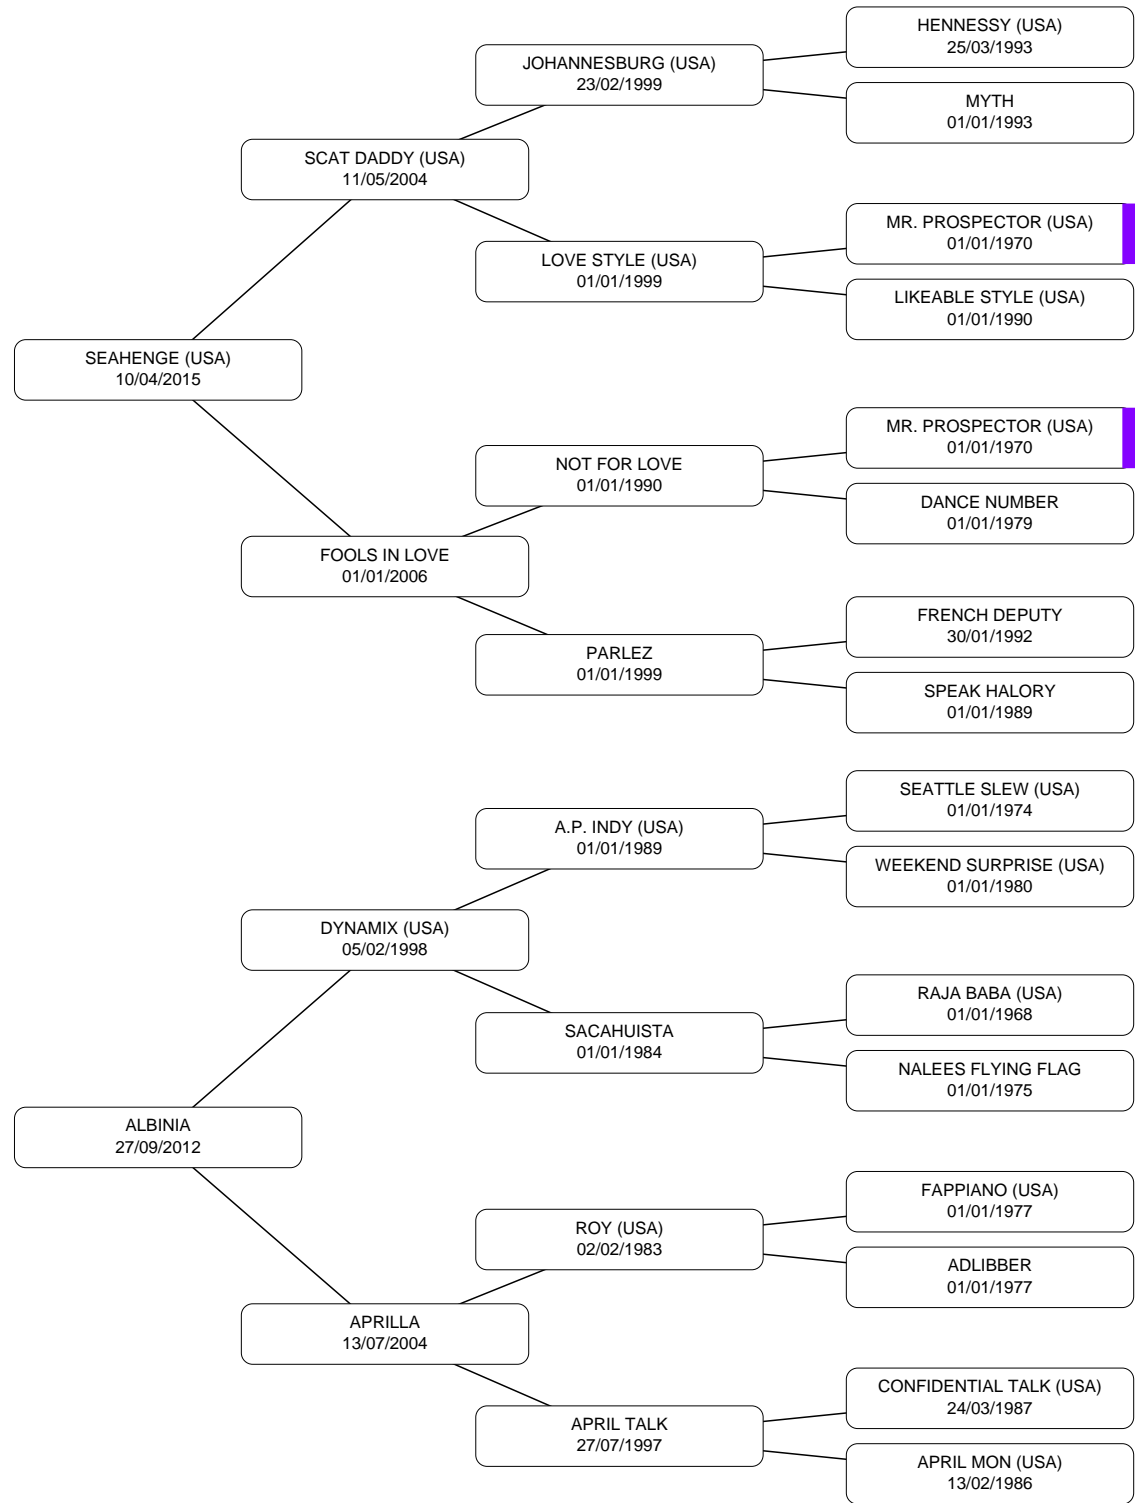 HENNESSY (USA)
25/03/1993
JOHANNESBURG (USA)
23/02/1999
MYTH
01/01/1993
SCAT DADDY (USA)
11/05/2004
MR. PROSPECTOR (USA)
01/01/1970
LOVE STYLE (USA)
01/01/1999
LIKEABLE STYLE (USA)
01/01/1990
SEAHENGE (USA)
10/04/2015
MR. PROSPECTOR (USA)
01/01/1970
NOT FOR LOVE
01/01/1990
DANCE NUMBER
01/01/1979
FOOLS IN LOVE
01/01/2006
FRENCH DEPUTY
30/01/1992
PARLEZ
01/01/1999
SPEAK HALORY
01/01/1989
SEATTLE SLEW (USA)
01/01/1974
A.P. INDY (USA)
01/01/1989
WEEKEND SURPRISE (USA)
01/01/1980
DYNAMIX (USA)
05/02/1998
RAJA BABA (USA)
01/01/1968
SACAHUISTA
01/01/1984
NALEES FLYING FLAG
01/01/1975
ALBINIA
27/09/2012
FAPPIANO (USA)
01/01/1977
ROY (USA)
02/02/1983
ADLIBBER
01/01/1977
APRILLA
13/07/2004
CONFIDENTIAL TALK (USA)
24/03/1987
APRIL TALK
27/07/1997
APRIL MON (USA)
13/02/1986